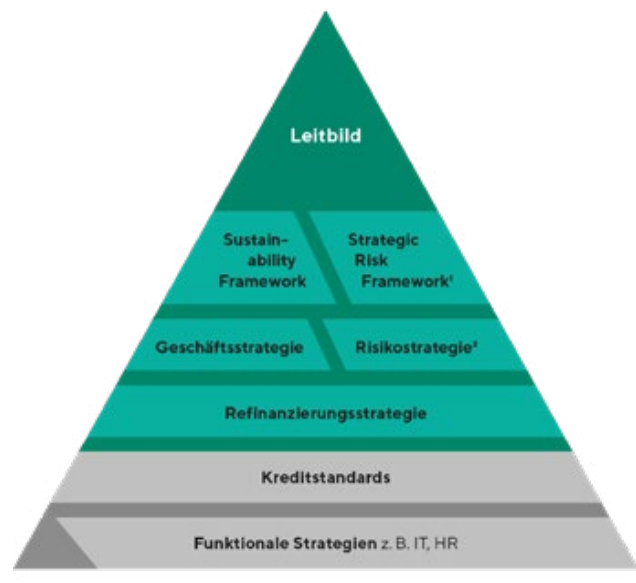 Leitbild
Sustain-
ability
Framework
Strategic
Risk
Framework¹
Geschäftsstrategie
Risikostrategie²
Refinanzierungsstrategie
Kreditstandards
Funktionale Strategien z. B. IT, HR